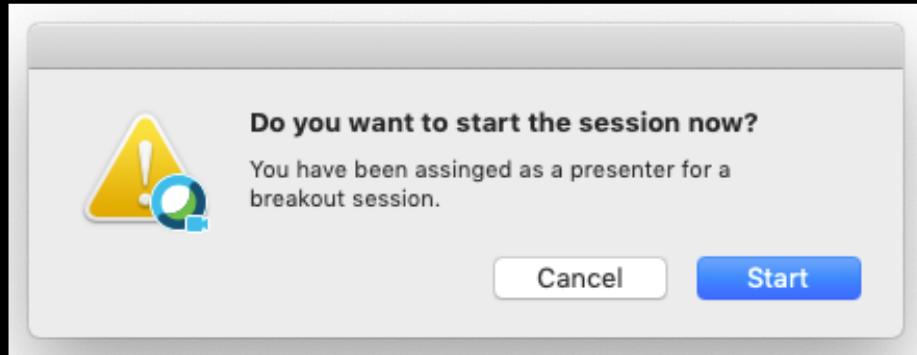 Do you want to start the session now?
You have been assinged as a presenter for a
breakout session.
Cancel
Start